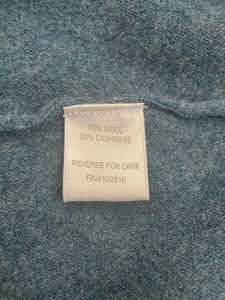 70% WOOL
30% CASHMERE
REVERSE FOR CARE
RN#102816